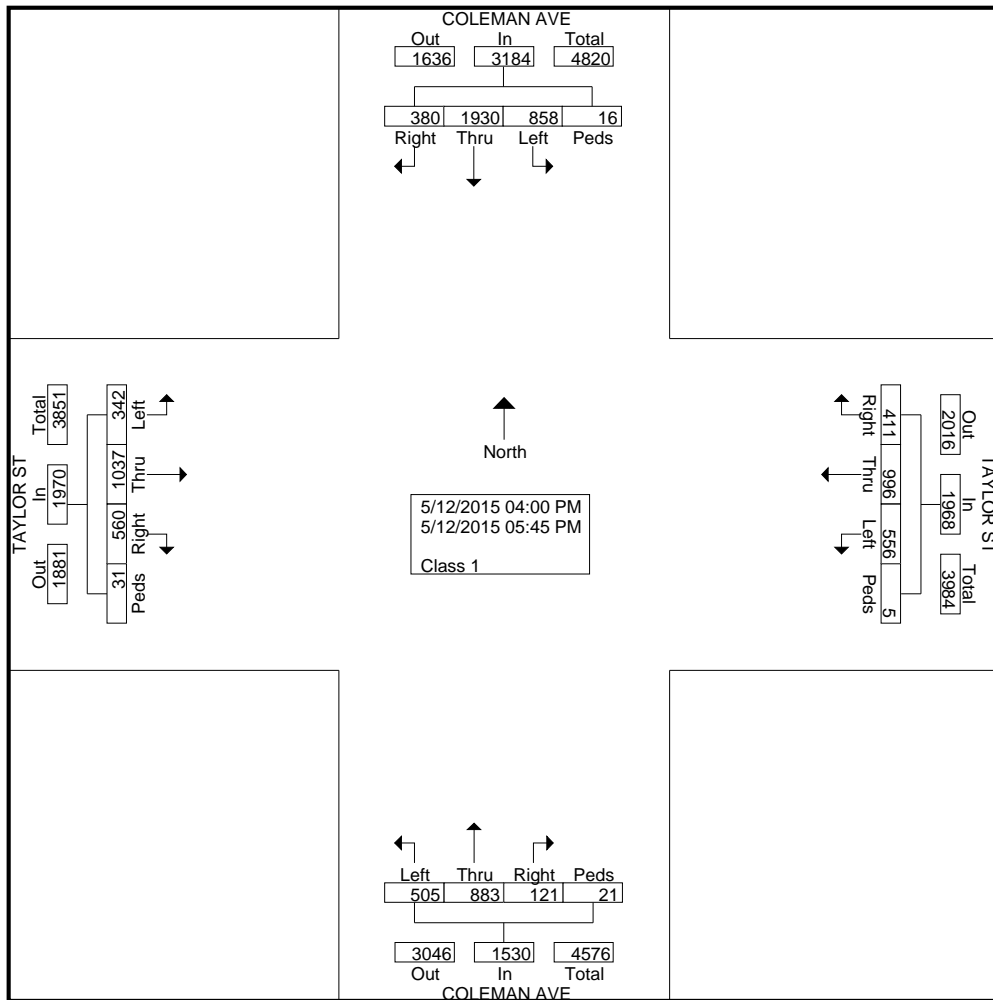 COLEMAN AVE
Out In Total
1636 3184 4820
380 1930 858 16
Right Thru Left Peds
TAYLOR ST
Total In Out
3851 1970 1881
342 1037 560 31
Left Thru Right Peds
North
5/12/2015 04:00 PM
5/12/2015 05:45 PM
Class 1
TAYLOR ST
Out In Total
2016 1968 3984
411 996 556 5
Right Thru Left Peds
Left Thru Right Peds
505 883 121 21
3046 1530 4576
Out In Total
COLEMAN AVE